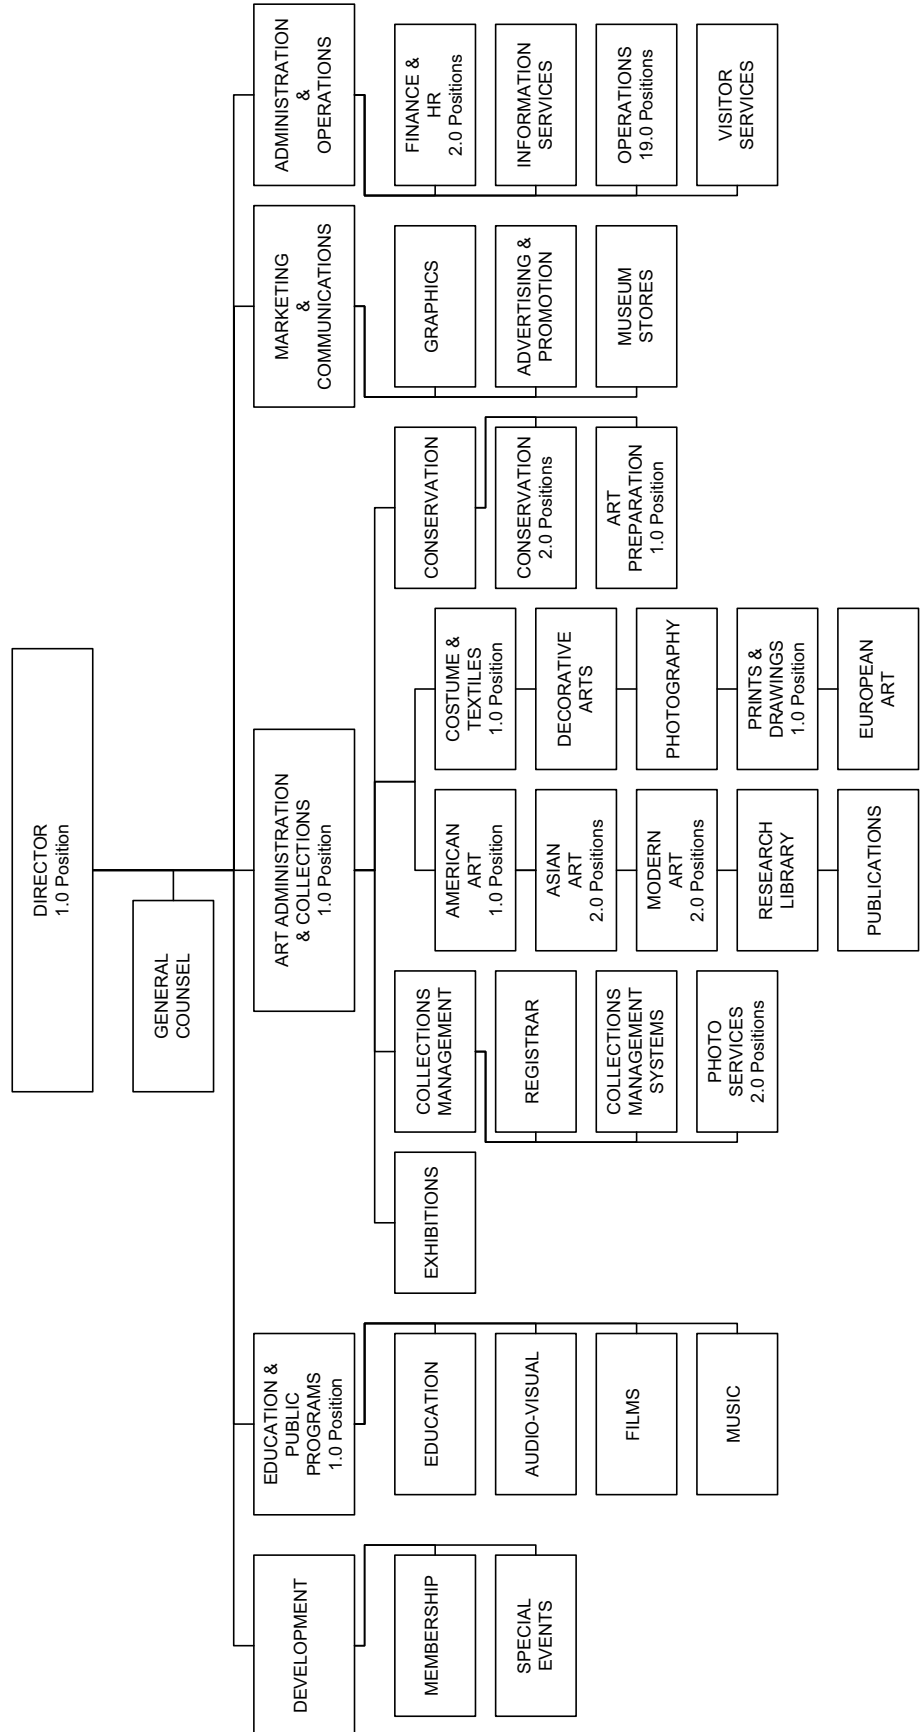 DIRECTOR
1.0 Position
GENERAL
COUNSEL
DEVELOPMENT
EDUCATION &
PUBLIC
PROGRAMS
1.0 Position
ART ADMINISTRATION
& COLLECTIONS
1.0 Position
MARKETING
&
COMMUNICATIONS
ADMINISTRATION
&
OPERATIONS
MEMBERSHIP
SPECIAL
EVENTS
EDUCATION
AUDIO-VISUAL
FILMS
MUSIC
EXHIBITIONS
COLLECTIONS
MANAGEMENT
REGISTRAR
COLLECTIONS
MANAGEMENT
SYSTEMS
PHOTO
SERVICES
2.0 Positions
AMERICAN
ART
1.0 Position
ASIAN
ART
2.0 Positions
MODERN
ART
2.0 Positions
RESEARCH
LIBRARY
PUBLICATIONS
COSTUME &
TEXTILES
1.0 Position
DECORATIVE
ARTS
PHOTOGRAPHY
PRINTS &
DRAWINGS
1.0 Position
EUROPEAN
ART
CONSERVATION
CONSERVATION
2.0 Positions
ART
PREPARATION
1.0 Position
GRAPHICS
ADVERTISING &
PROMOTION
MUSEUM
STORES
FINANCE &
HR
2.0 Positions
INFORMATION
SERVICES
OPERATIONS
19.0 Positions
VISITOR
SERVICES